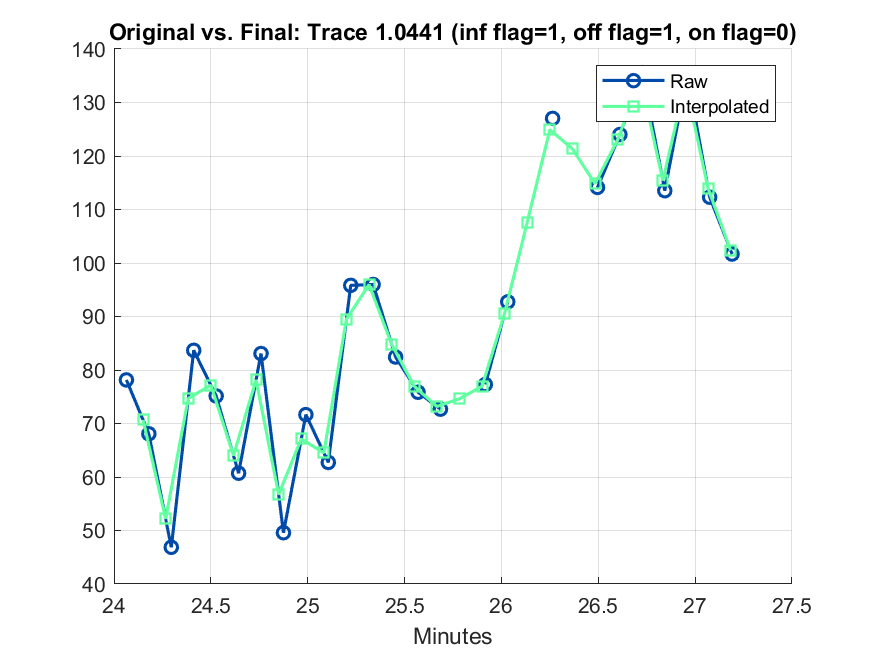 Original vs. Final: Trace 1.0441 (inf flag=1, off flag=1, on flag=0)
140
130
120
110
100
90
80
70
60
50
40
Raw
Interpolated
24 24.5 25 25.5 26 26.5 27 27.5
Minutes